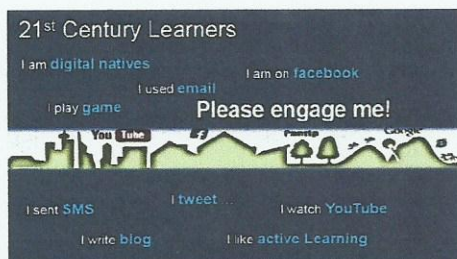 21st Century Learners
I am digital natives
I used email
I am on facebook
I play game
Please engage me!
You Tube
Pantip
Google
I sent SMS
I tweet ...
I watch YouTube
I write blog
I like active Learning